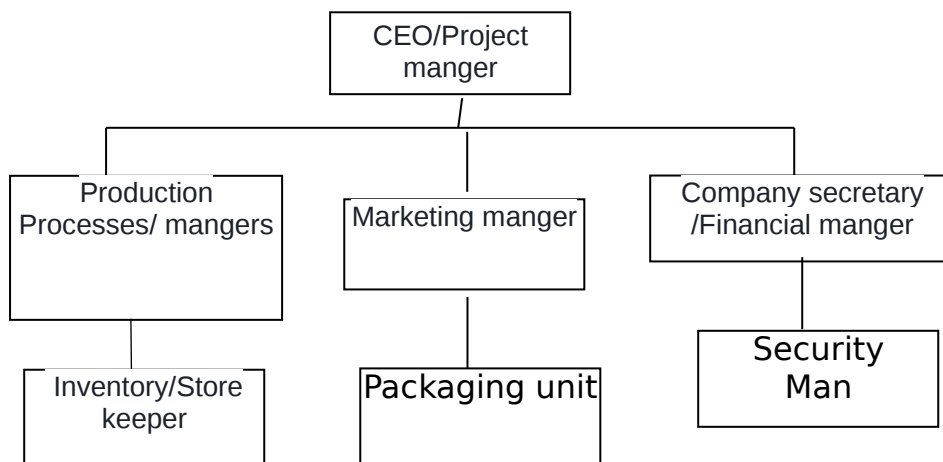 CEO/Project
manger
Production
Processes/ mangers
Marketing manger
Company secretary
/Financial manger
Inventory/Store
keeper
Packaging unit
Security
Man